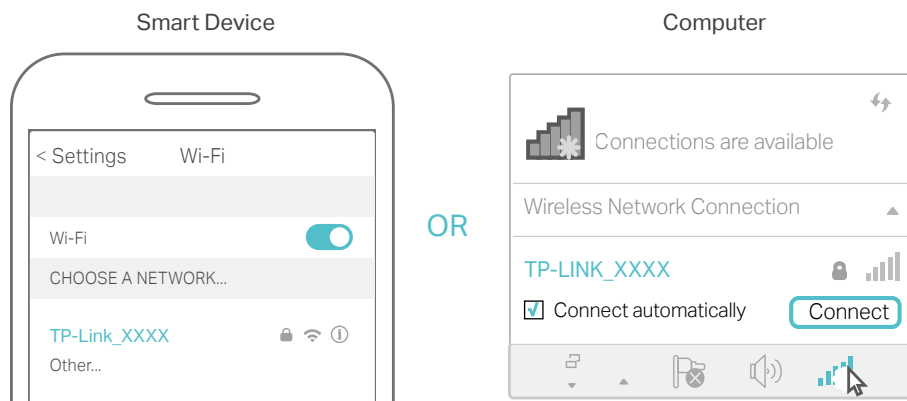 Smart Device
< Settings Wi-Fi
Wi-Fi
CHOOSE A NETWORK...
TP-Link_XXXX
Other...
OR
Computer
Connections are available
Wireless Network Connection
TP-LINK_XXXX
Connect automatically Connect